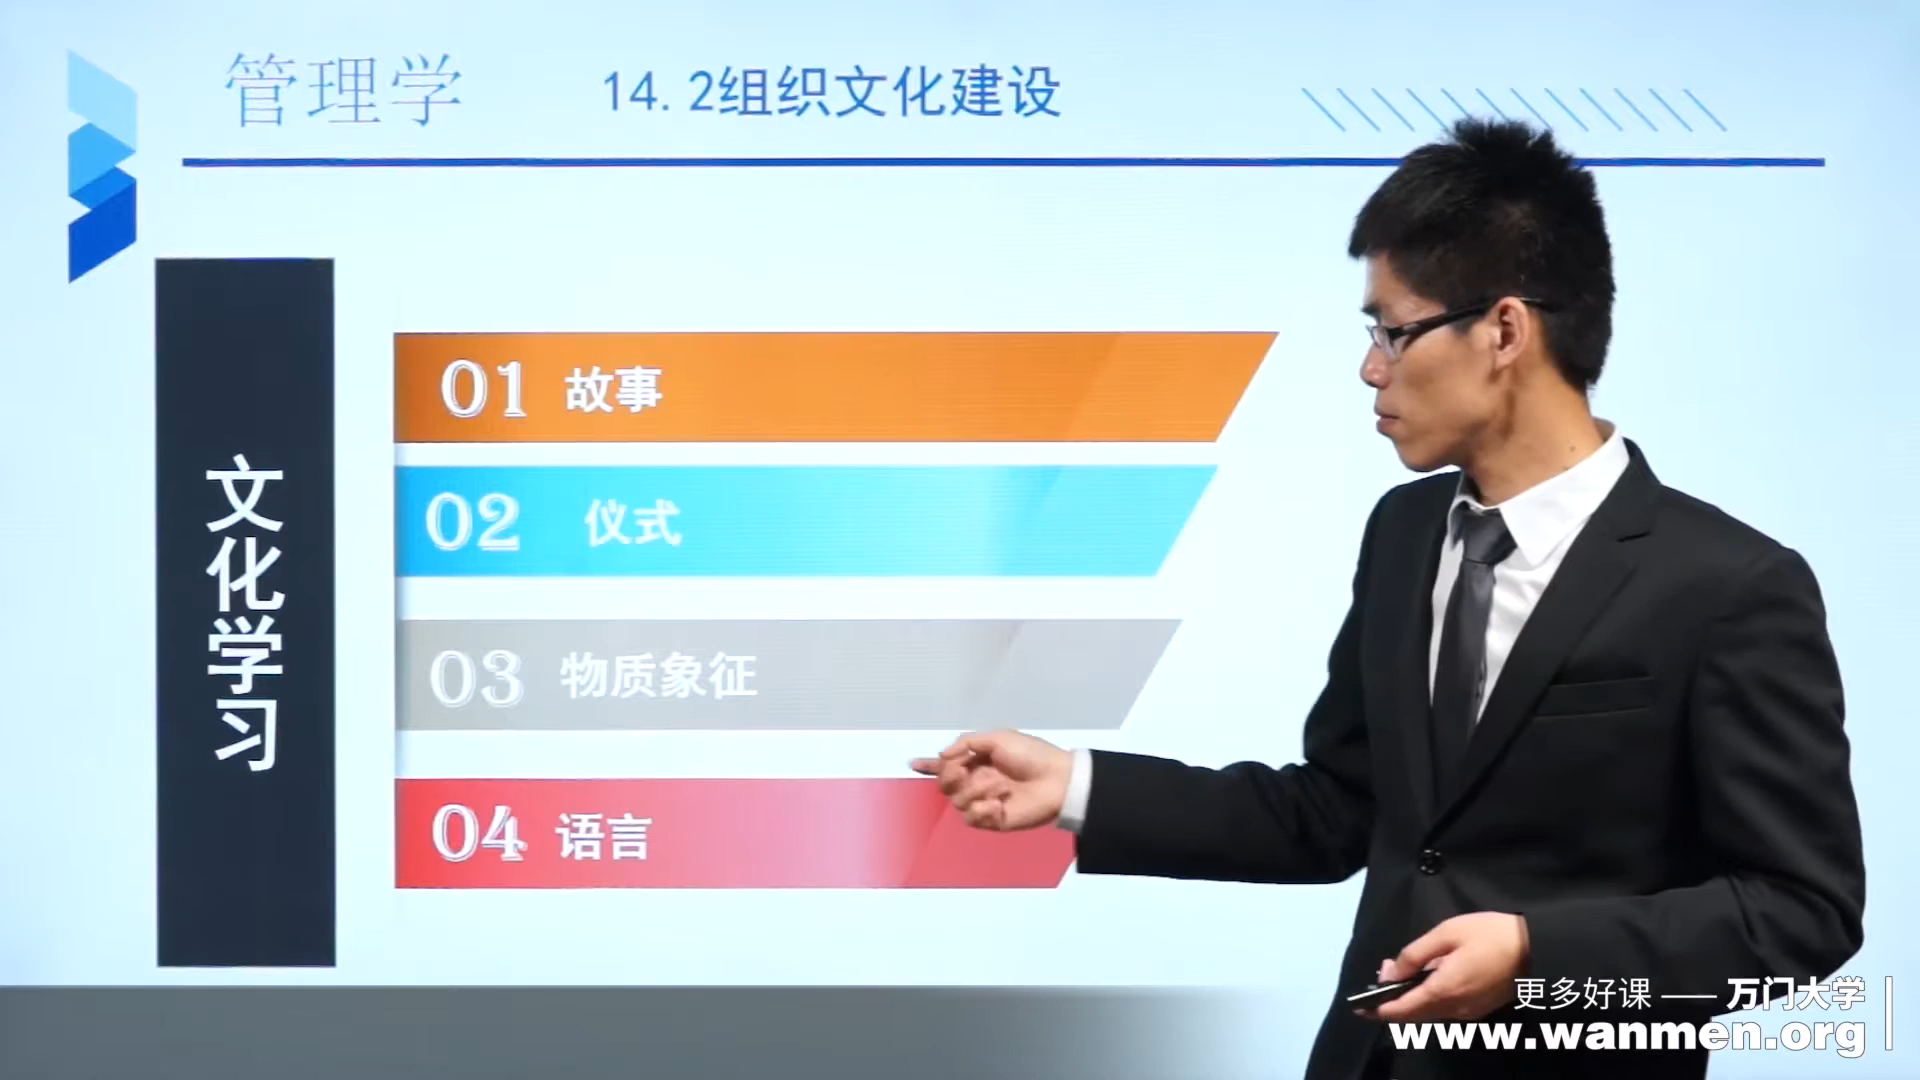 管理学
14.2组织文化建设
文化学习
01 故事
02 仪式
03 物质象征
04 语言
更多好课 —— 万门大学
www.wanmen.org